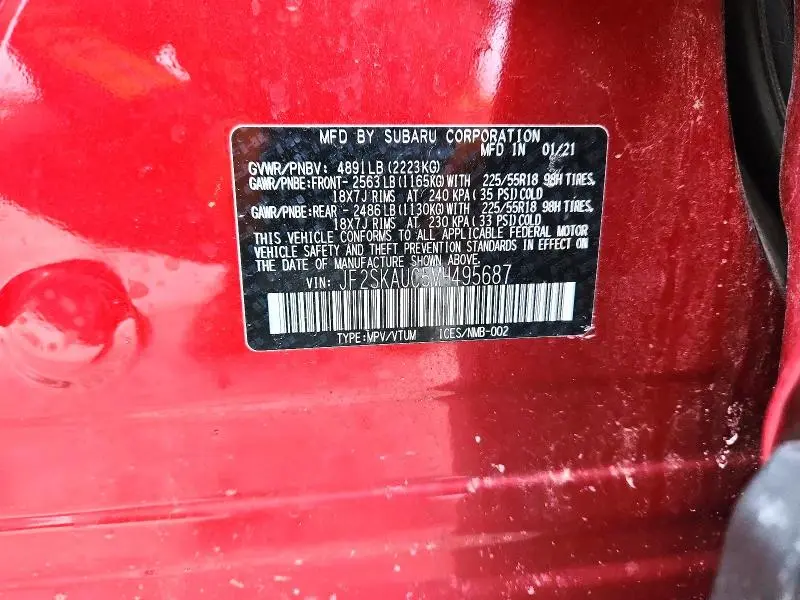 MFD BY SUBARU CORPORATION
MFD IN 01/21
GVWR/PNBV: 4891LB(2223KG)
GAWR/PNBE:FRONT- 2563LB(1165KG)WITH 225/55R18 98H TIRES,
18X7J RIMS AT 240 KPA(35 PSI)COLD
GAWR/PNBE:REAR - 2486LB(1130KG)WITH 225/55R18 98H TIRES,
18X7J RIMS AT 230 KPA(33 PSI)COLD
THIS VEHICLE CONFORMS TO ALL APPLICABLE FEDERAL MOTOR
VEHICLE SAFETY AND THEFT PREVENTION STANDARDS IN EFFECT ON
THE DATE OF MANUFACTURE SHOWN ABOVE.
VIN: JF2SKAUC5MH495687
TYPE:MPV/VTUM ICES/NMB-002